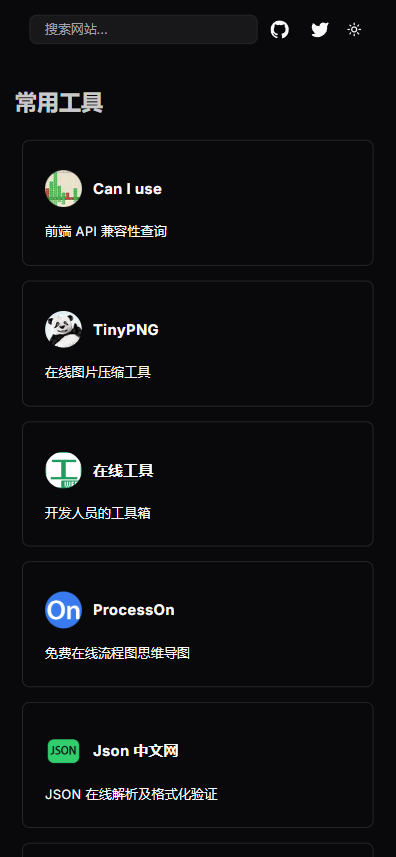 搜索网站...
常用工具
Can I use
前端 API 兼容性查询
TinyPNG
在线图片压缩工具
工
在线工具
开发人员的工具箱
On
ProcessOn
免费在线流程图思维导图
JSON
Json 中文网
JSON 在线解析及格式化验证